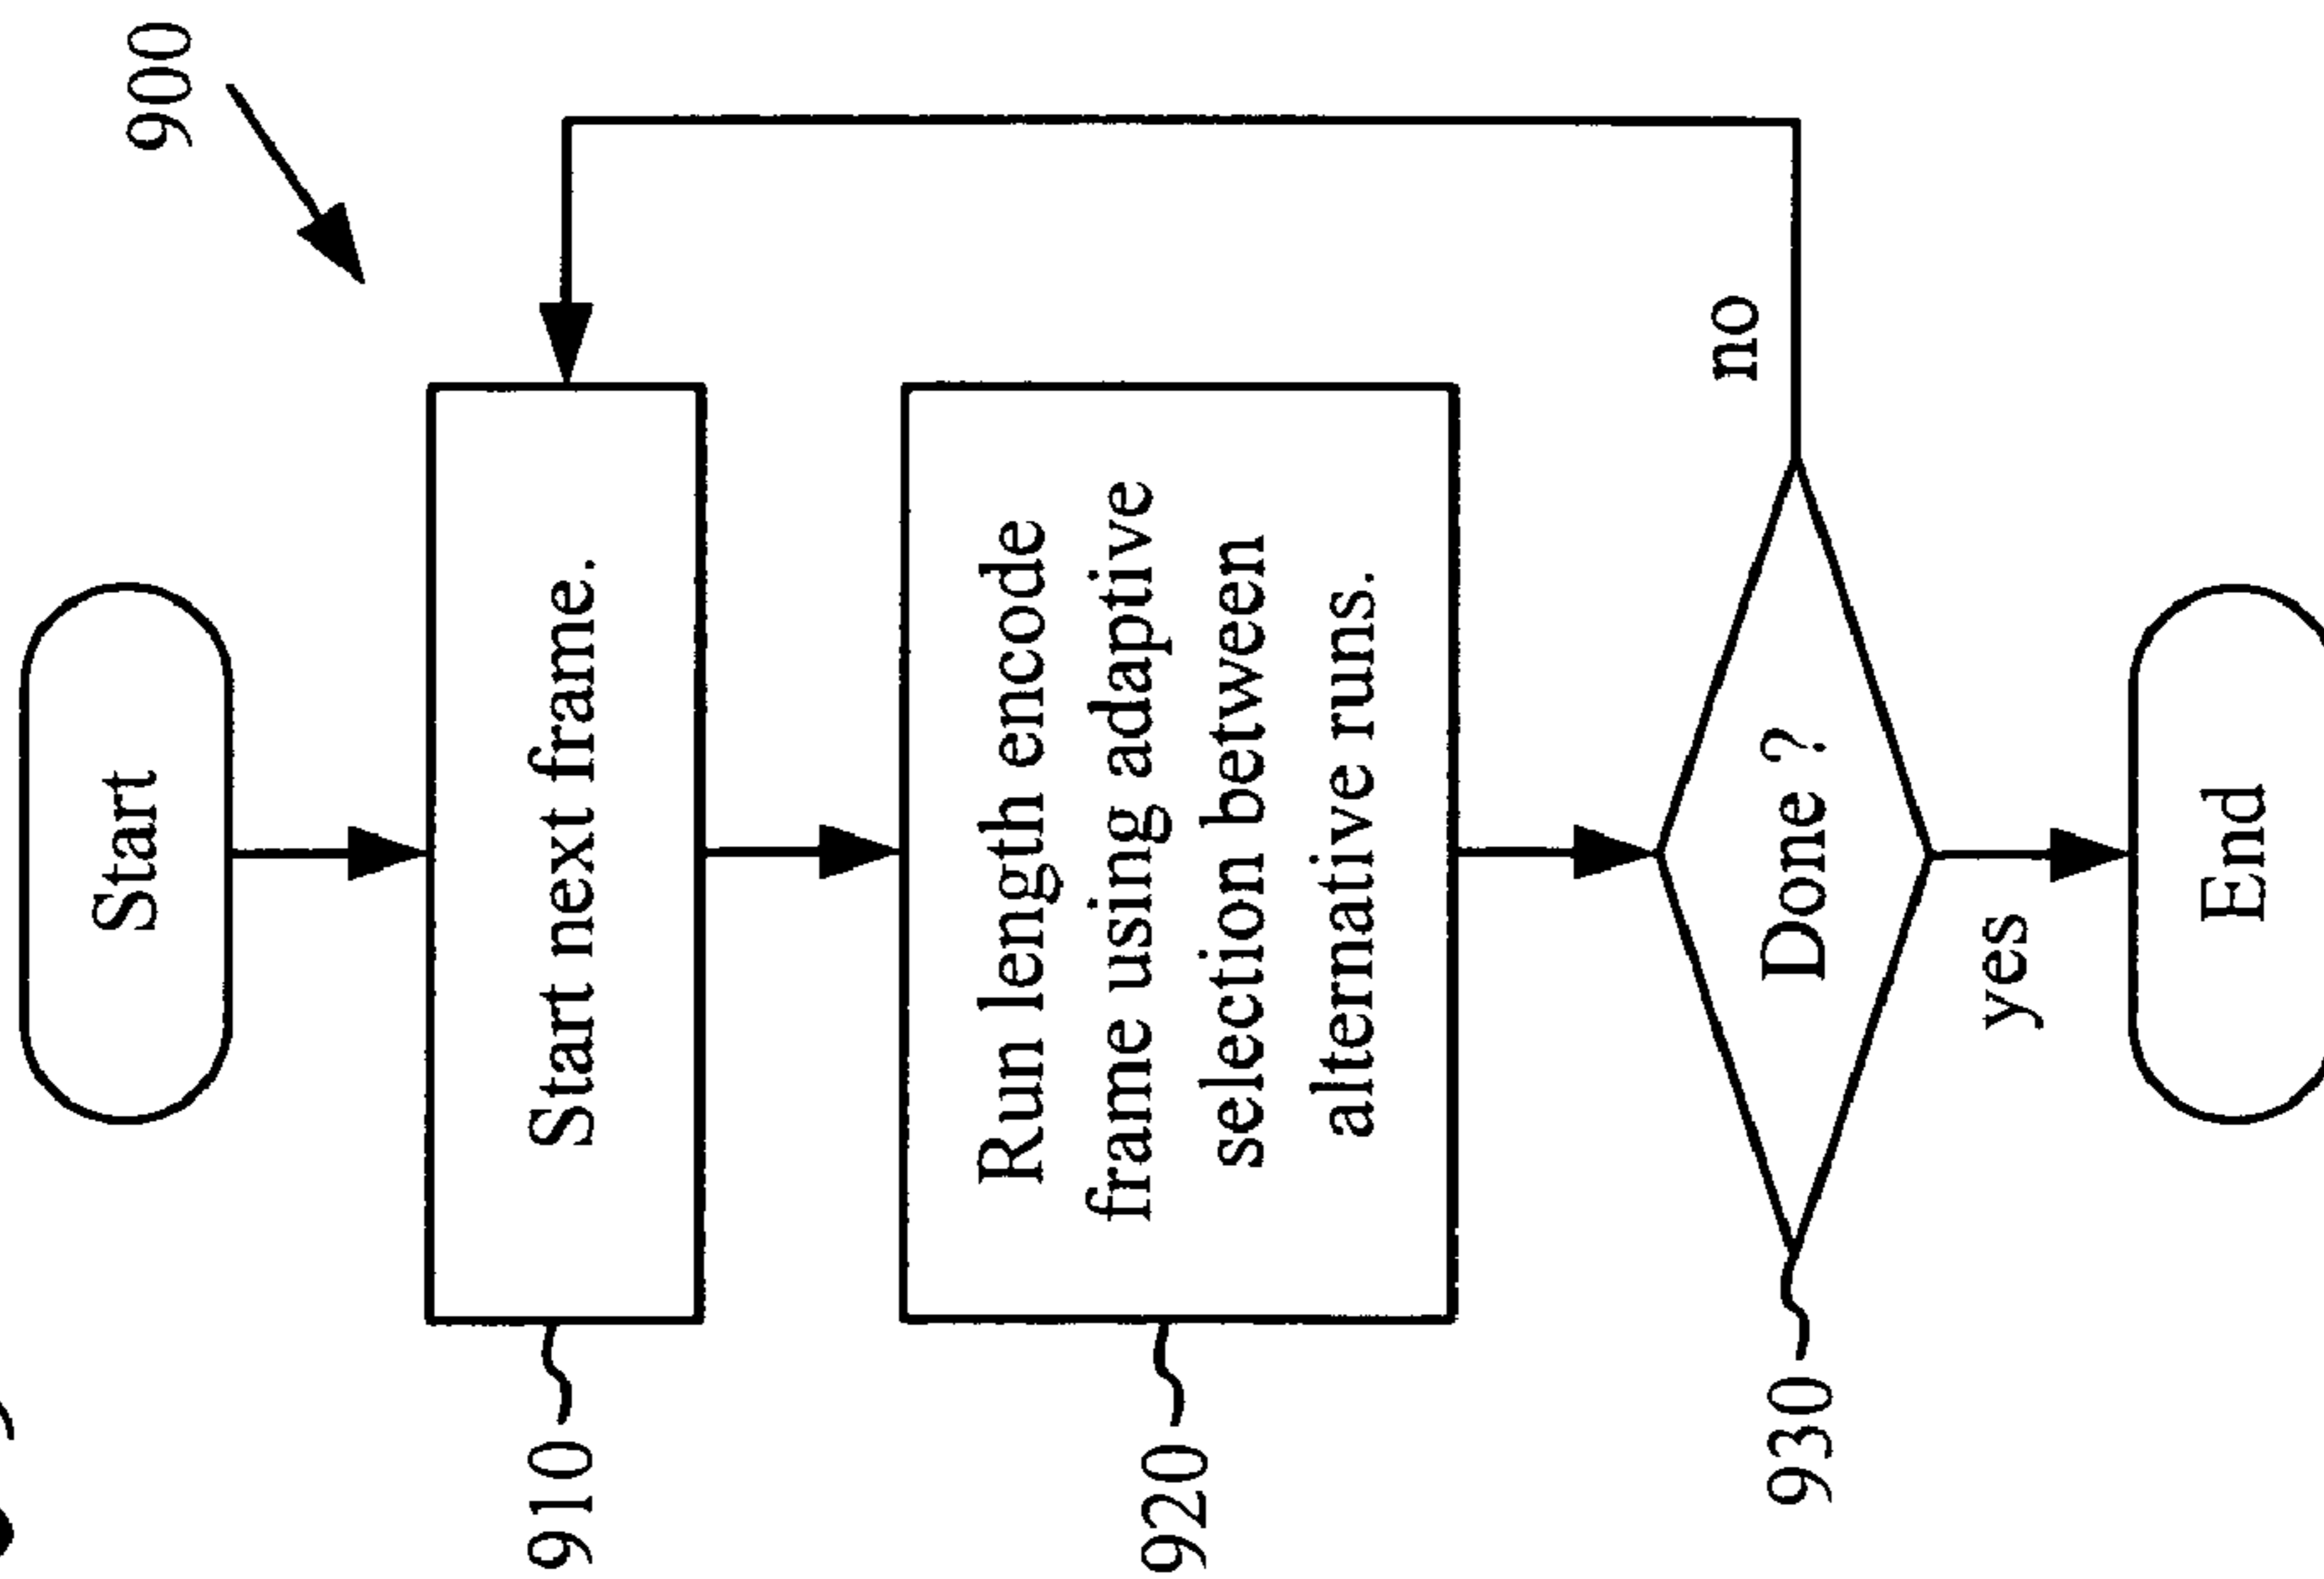 900
Start
910
Start next frame.
920
Run length encode
frame using adaptive
selection between
alternative runs.
930
Done ?
no
yes
End